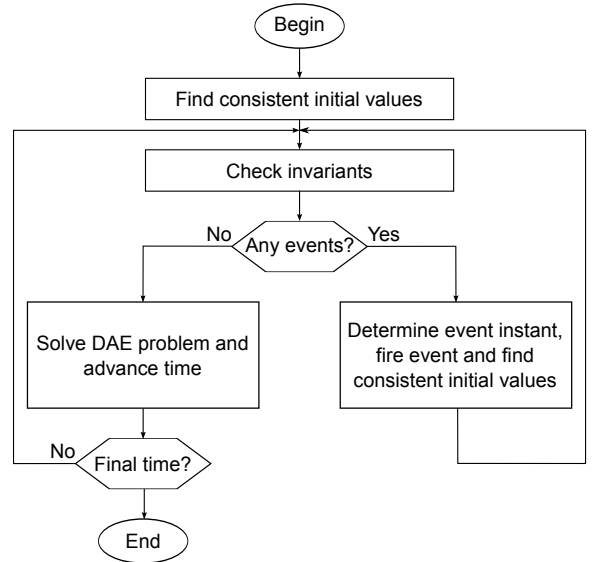 Begin
Find consistent initial values
Check invariants
No
Any events?
Yes
Solve DAE problem and
advance time
Determine event instant,
fire event and find
consistent initial values
No
Final time?
End